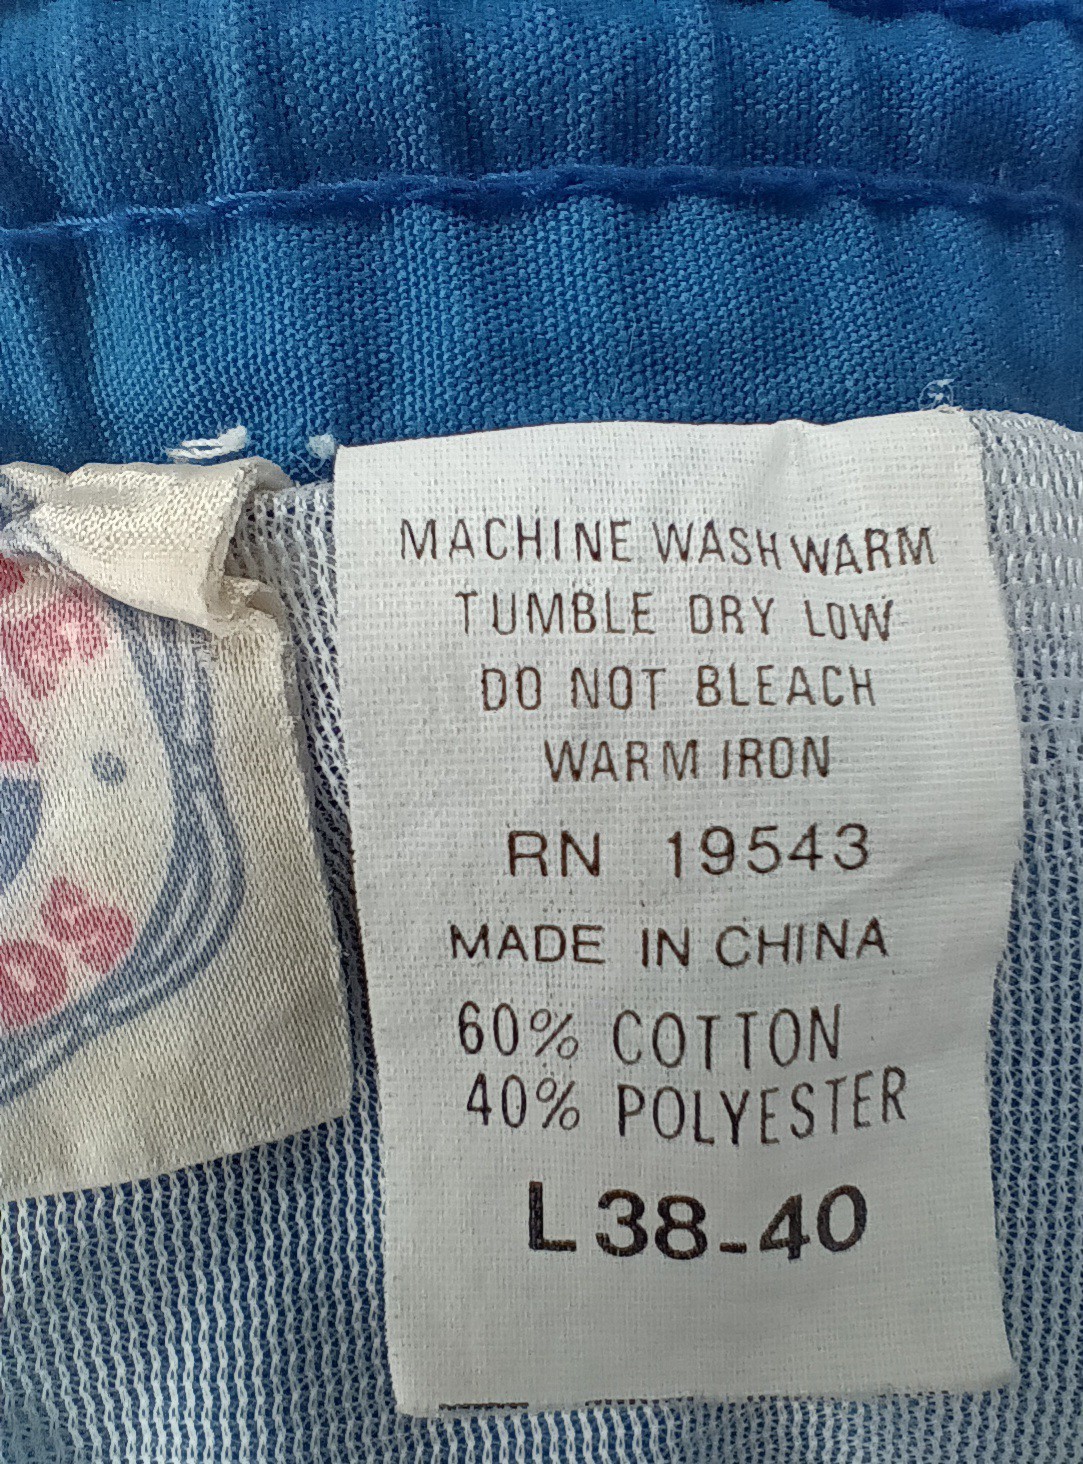 MACHINE WASH WARM
TUMBLE DRY LOW
DO NOT BLEACH
WARM IRON
RN 19543
MADE IN CHINA
60% COTTON
40% POLYESTER
L 38-40